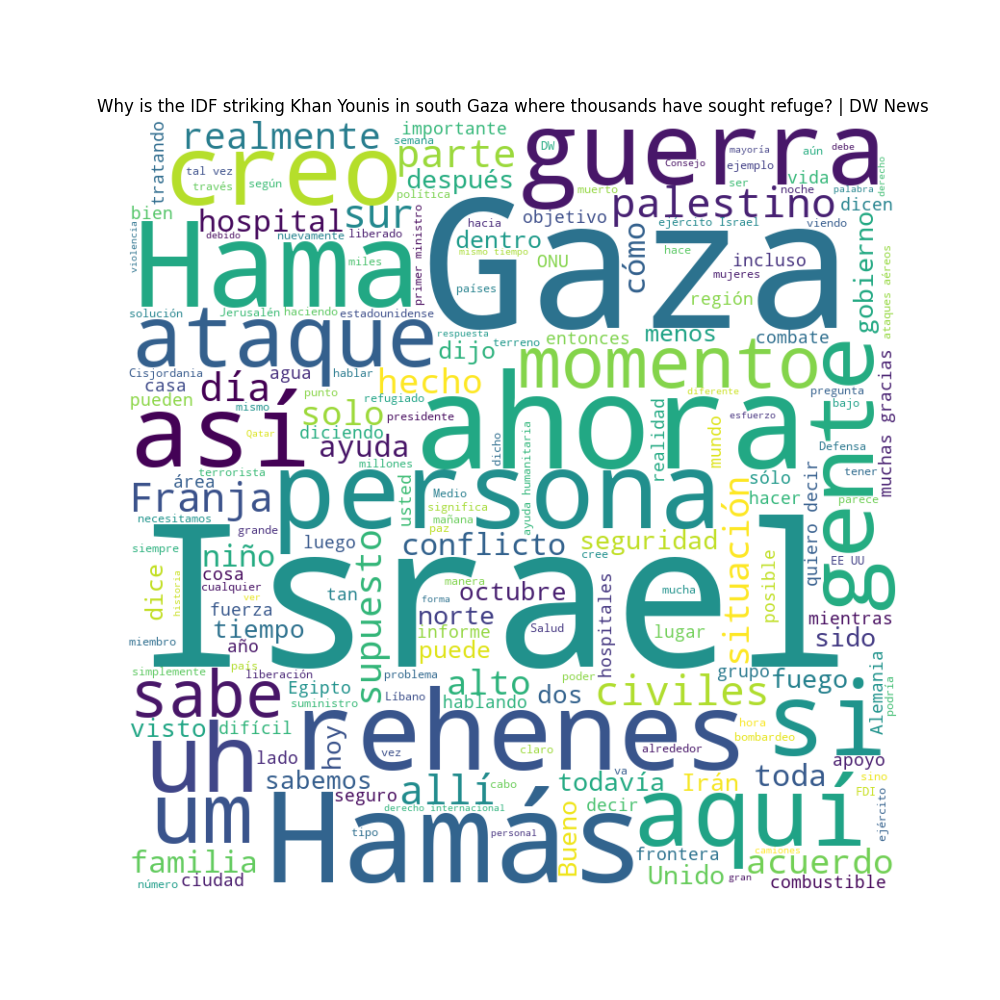 Why is the IDF striking Khan Younis in south Gaza where thousands have sought refuge? | DW News
tratando
realmente
semana
importante
guerra
DW
mayoría
aún
debe
creo
parte
Consejo
ejemplo
vida
derecho
tal vez
través
según
después
política
muerto
ser
noche
palabra
bien
hospital
sur
palestino
dicen
violencia
debido
nuevamente
liberado
primer ministro
Gaza
hacia
objetivo
cómo
ejército Israel
viendo
gobierno
Hama
miles
dentro
mismo tiempo
ONU
hace
incluso
mujeres
ataques aéreos
países
región
solución
Jerusalén
haciendo
estadounidense
ataque
respuesta
terreno
entonces
menos
combate
dijo
momento
gente
Cisjordania
casa
día
agua
hablar
hecho
pueden
mismo
punto
refugiado
diferente
pregunta
bajo
muchas gracias
así
solo
presidente
ahora
realidad
mundo
esfuerzo
Qatar
diciendo
ayuda
dicho
ayuda humanitaria
Defensa
terrorista
millones
área
persona
sólo
tener
Franja
usted
Medio
significa
mañana
paz
situación
hacer
quiero decir
parece
necesitamos
grande
siempre
niño
luego
supuesto
conflicto
seguridad
cree
EE UU
Israel
dice
historia
cosa
cualquier
ver
tan
manera
forma
octubre
hospitales
mucha
posible
fuerza
norte
mientras
tiempo
informe
Salud
lugar
sido
miembro
año
puede
simplemente
país
liberación
problema
poder
grupo
fuego
Alemania
podría
sabe
Egipto
suministro
Líbano
alto
hablando
dos
civiles
si
visto
difícil
hoy
rehenes
hora
bombardeo
uh
lado
vez
claro
alrededor
apoyo
sabemos
va
todavía
Irán
toda
sino
um
seguro
allí
cabo
decir
aquí
FDI
ejército
Hamás
derecho internacional
tipo
personal
Bueno
familia
frontera
camiones
acuerdo
número
ciudad
Unido
gran
combustible